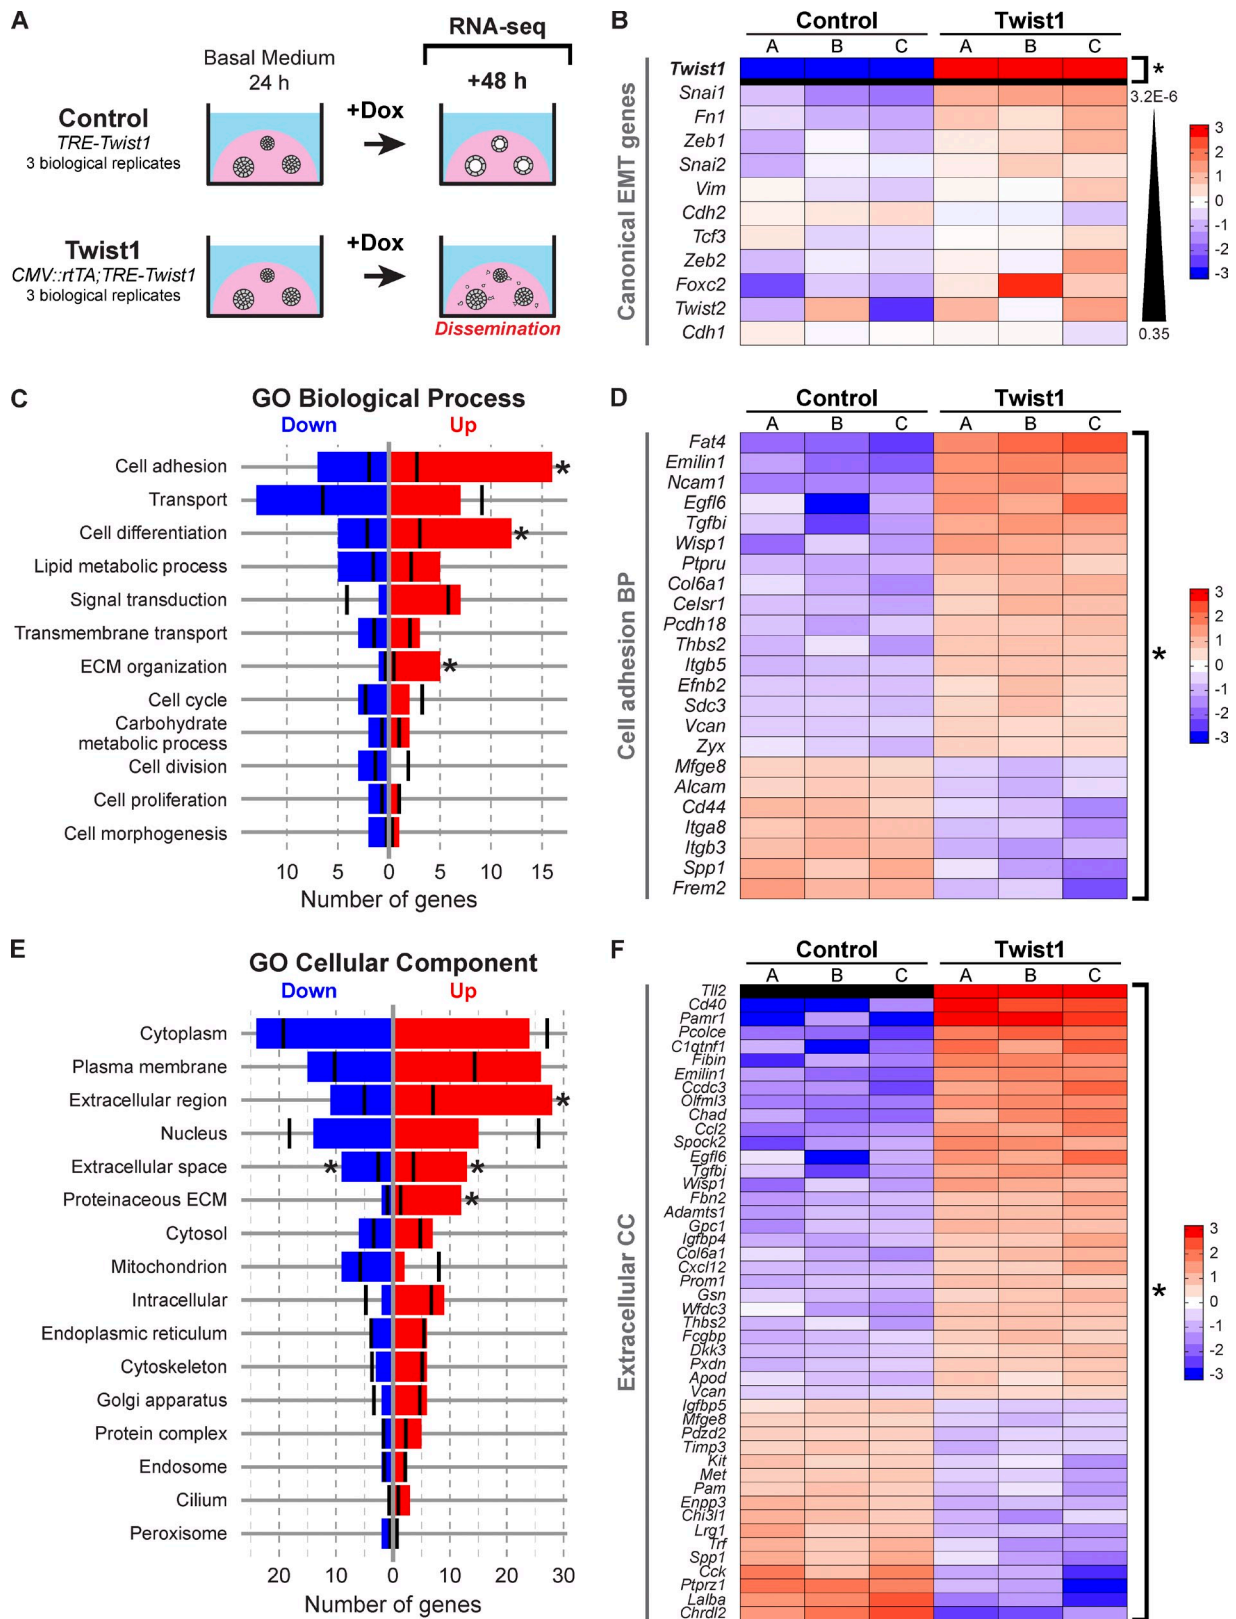 A
RNA-seq
Basal Medium
24 h
+48 h
Control
TRE-Twist1
3 biological replicates
+Dox
Twist1
CMV::rtTA;TRE-Twist1
3 biological replicates
+Dox
Dissemination
B
Control Twist1
A B C A B C
Canonical EMT genes
Twist1
Snai1
Fn1
Zeb1
Snai2
Vim
Cdh2
Tcf3
Zeb2
Foxc2
Twist2
Cdh1
*
3.2E-6
0.35
3
2
1
0
-1
-2
-3
C
GO Biological Process
Down Up
Cell adhesion *
Transport
Cell differentiation *
Lipid metabolic process
Signal transduction
Transmembrane transport
ECM organization *
Cell cycle
Carbohydrate
metabolic process
Cell division
Cell proliferation
Cell morphogenesis
10 5 0 5 10 15
Number of genes
D
Control Twist1
A B C A B C
Cell adhesion BP
Fat4
Emilin1
Ncam1
Egfl6
Tgfbi
Wisp1
Ptpru
Col6a1
Celsr1
Pcdh18
Thbs2
Itgb5
Efnb2
Sdc3
Vcan
Zyx
Mfge8
Alcam
Cd44
Itga8
Itgb3
Spp1
Frem2
*
3
2
1
0
-1
-2
-3
E
GO Cellular Component
Down Up
Cytoplasm
Plasma membrane
Extracellular region *
Nucleus
Extracellular space * *
Proteinaceous ECM *
Cytosol
Mitochondrion
Intracellular
Endoplasmic reticulum
Cytoskeleton
Golgi apparatus
Protein complex
Endosome
Cilium
Peroxisome
20 10 0 10 20 30
Number of genes
F
Control Twist1
A B C A B C
Extracellular CC
Tll2
Cd40
Pamr1
Pcolce
C1qtnf1
Fibin
Emilin1
Ccdc3
Olfml3
Chad
Ccl2
Spock2
Egfl6
Tgfbi
Wisp1
Fbn2
Adamts1
Gpc1
Igfbp4
Col6a1
Cxcl12
Prom1
Gsn
Wfdc3
Thbs2
Fcgbp
Dkk3
Pxdn
Apod
Vcan
Igfbp5
Mfge8
Pdzd2
Timp3
Kit
Met
Pam
Enpp3
Chi3l1
Lrg1
Trf
Spp1
Cck
Ptprz1
Lalba
Chrdl2
*
3
2
1
0
-1
-2
-3